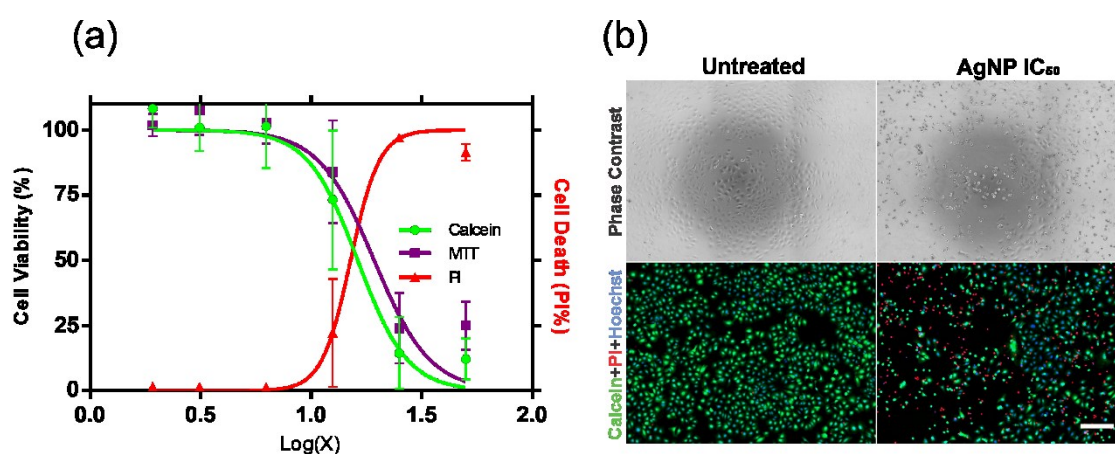 (a)
Cell Viability (%)
100
75
50
25
0
0.0 0.5 1.0 1.5 2.0
Log(X)
Calcein
MTT
PI
Cell Death (PI%)
(b)
Untreated AgNP IC₅₀
Phase Contrast
Calcein+PI+Hoechst